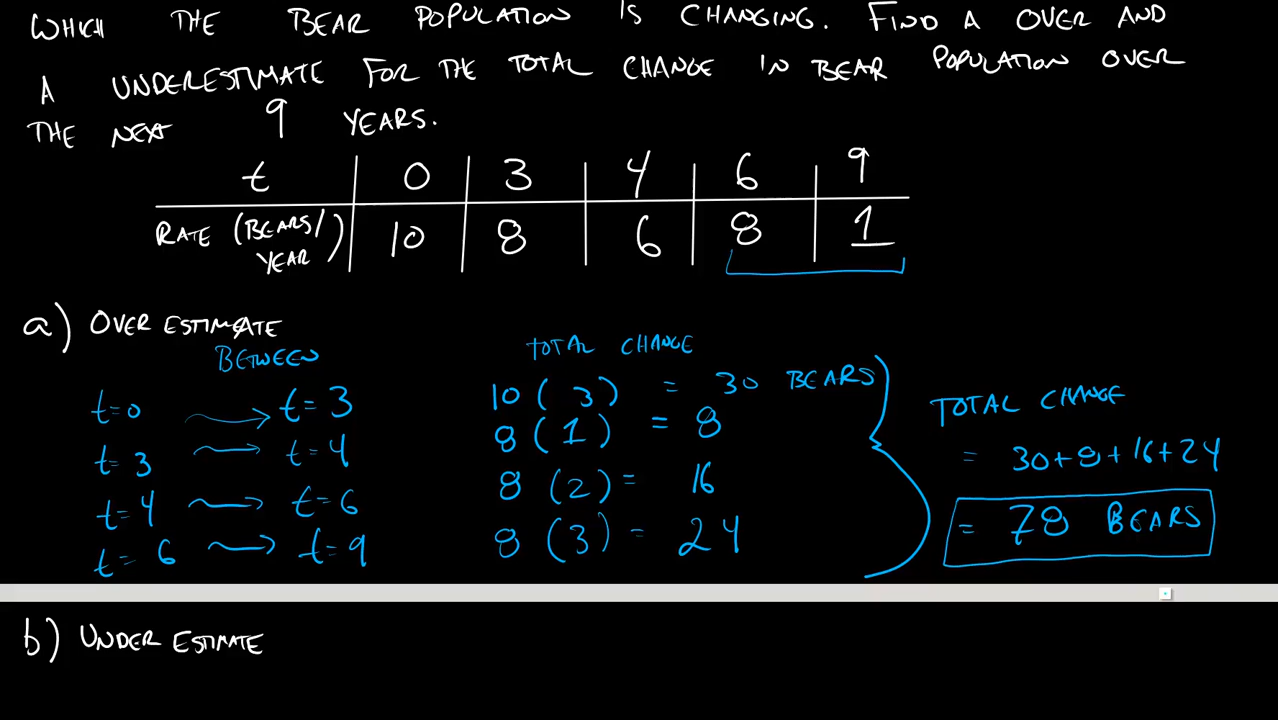 WHICH THE BEAR POPULATION IS CHANGING. FIND A OVER AND
A UNDERESTIMATE FOR THE TOTAL CHANGE IN BEAR POPULATION OVER
THE NEXT 9 YEARS.
t 0 3 4 6 9
RATE (BEARS/YEAR) 10 8 6 8 1
a) OVER ESTIMATE
BETWEEN TOTAL CHANGE
t=0 → t=3 10 (3) = 30 BEARS
t=3 → t=4 8 (1) = 8
t=4 → t=6 8 (2) = 16
t=6 → t=9 8 (3) = 24
TOTAL CHANGE
= 30+8+16+24
= 78 BEARS
b) UNDER ESTIMATE